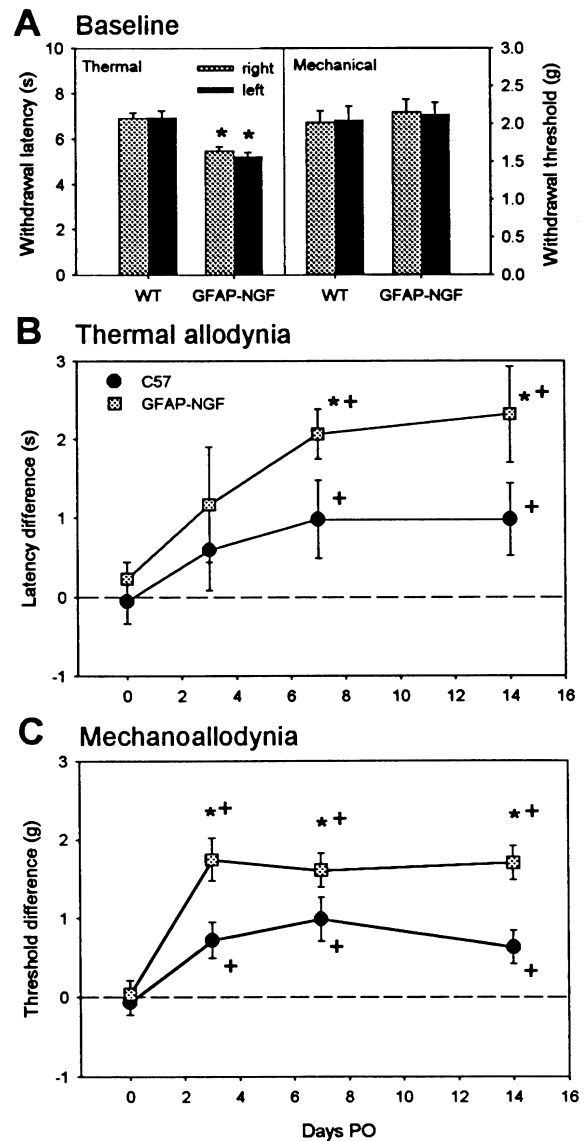 A Baseline
Withdrawal latency (s)
10
8
6
4
2
0
Thermal
right
left
* *
WT GFAP-NGF
Mechanical
WT GFAP-NGF
3.0
2.5
2.0
1.5
1.0
0.5
0.0
Withdrawal threshold (g)
B Thermal allodynia
Latency difference (s)
3
2
1
0
-1
C57
GFAP-NGF
*+
*+
+
+
0 2 4 6 8 10 12 14 16
C Mechanoallodynia
Threshold difference (g)
3
2
1
0
-1
*+
*+
*+
+
+
+
0 2 4 6 8 10 12 14 16
Days PO